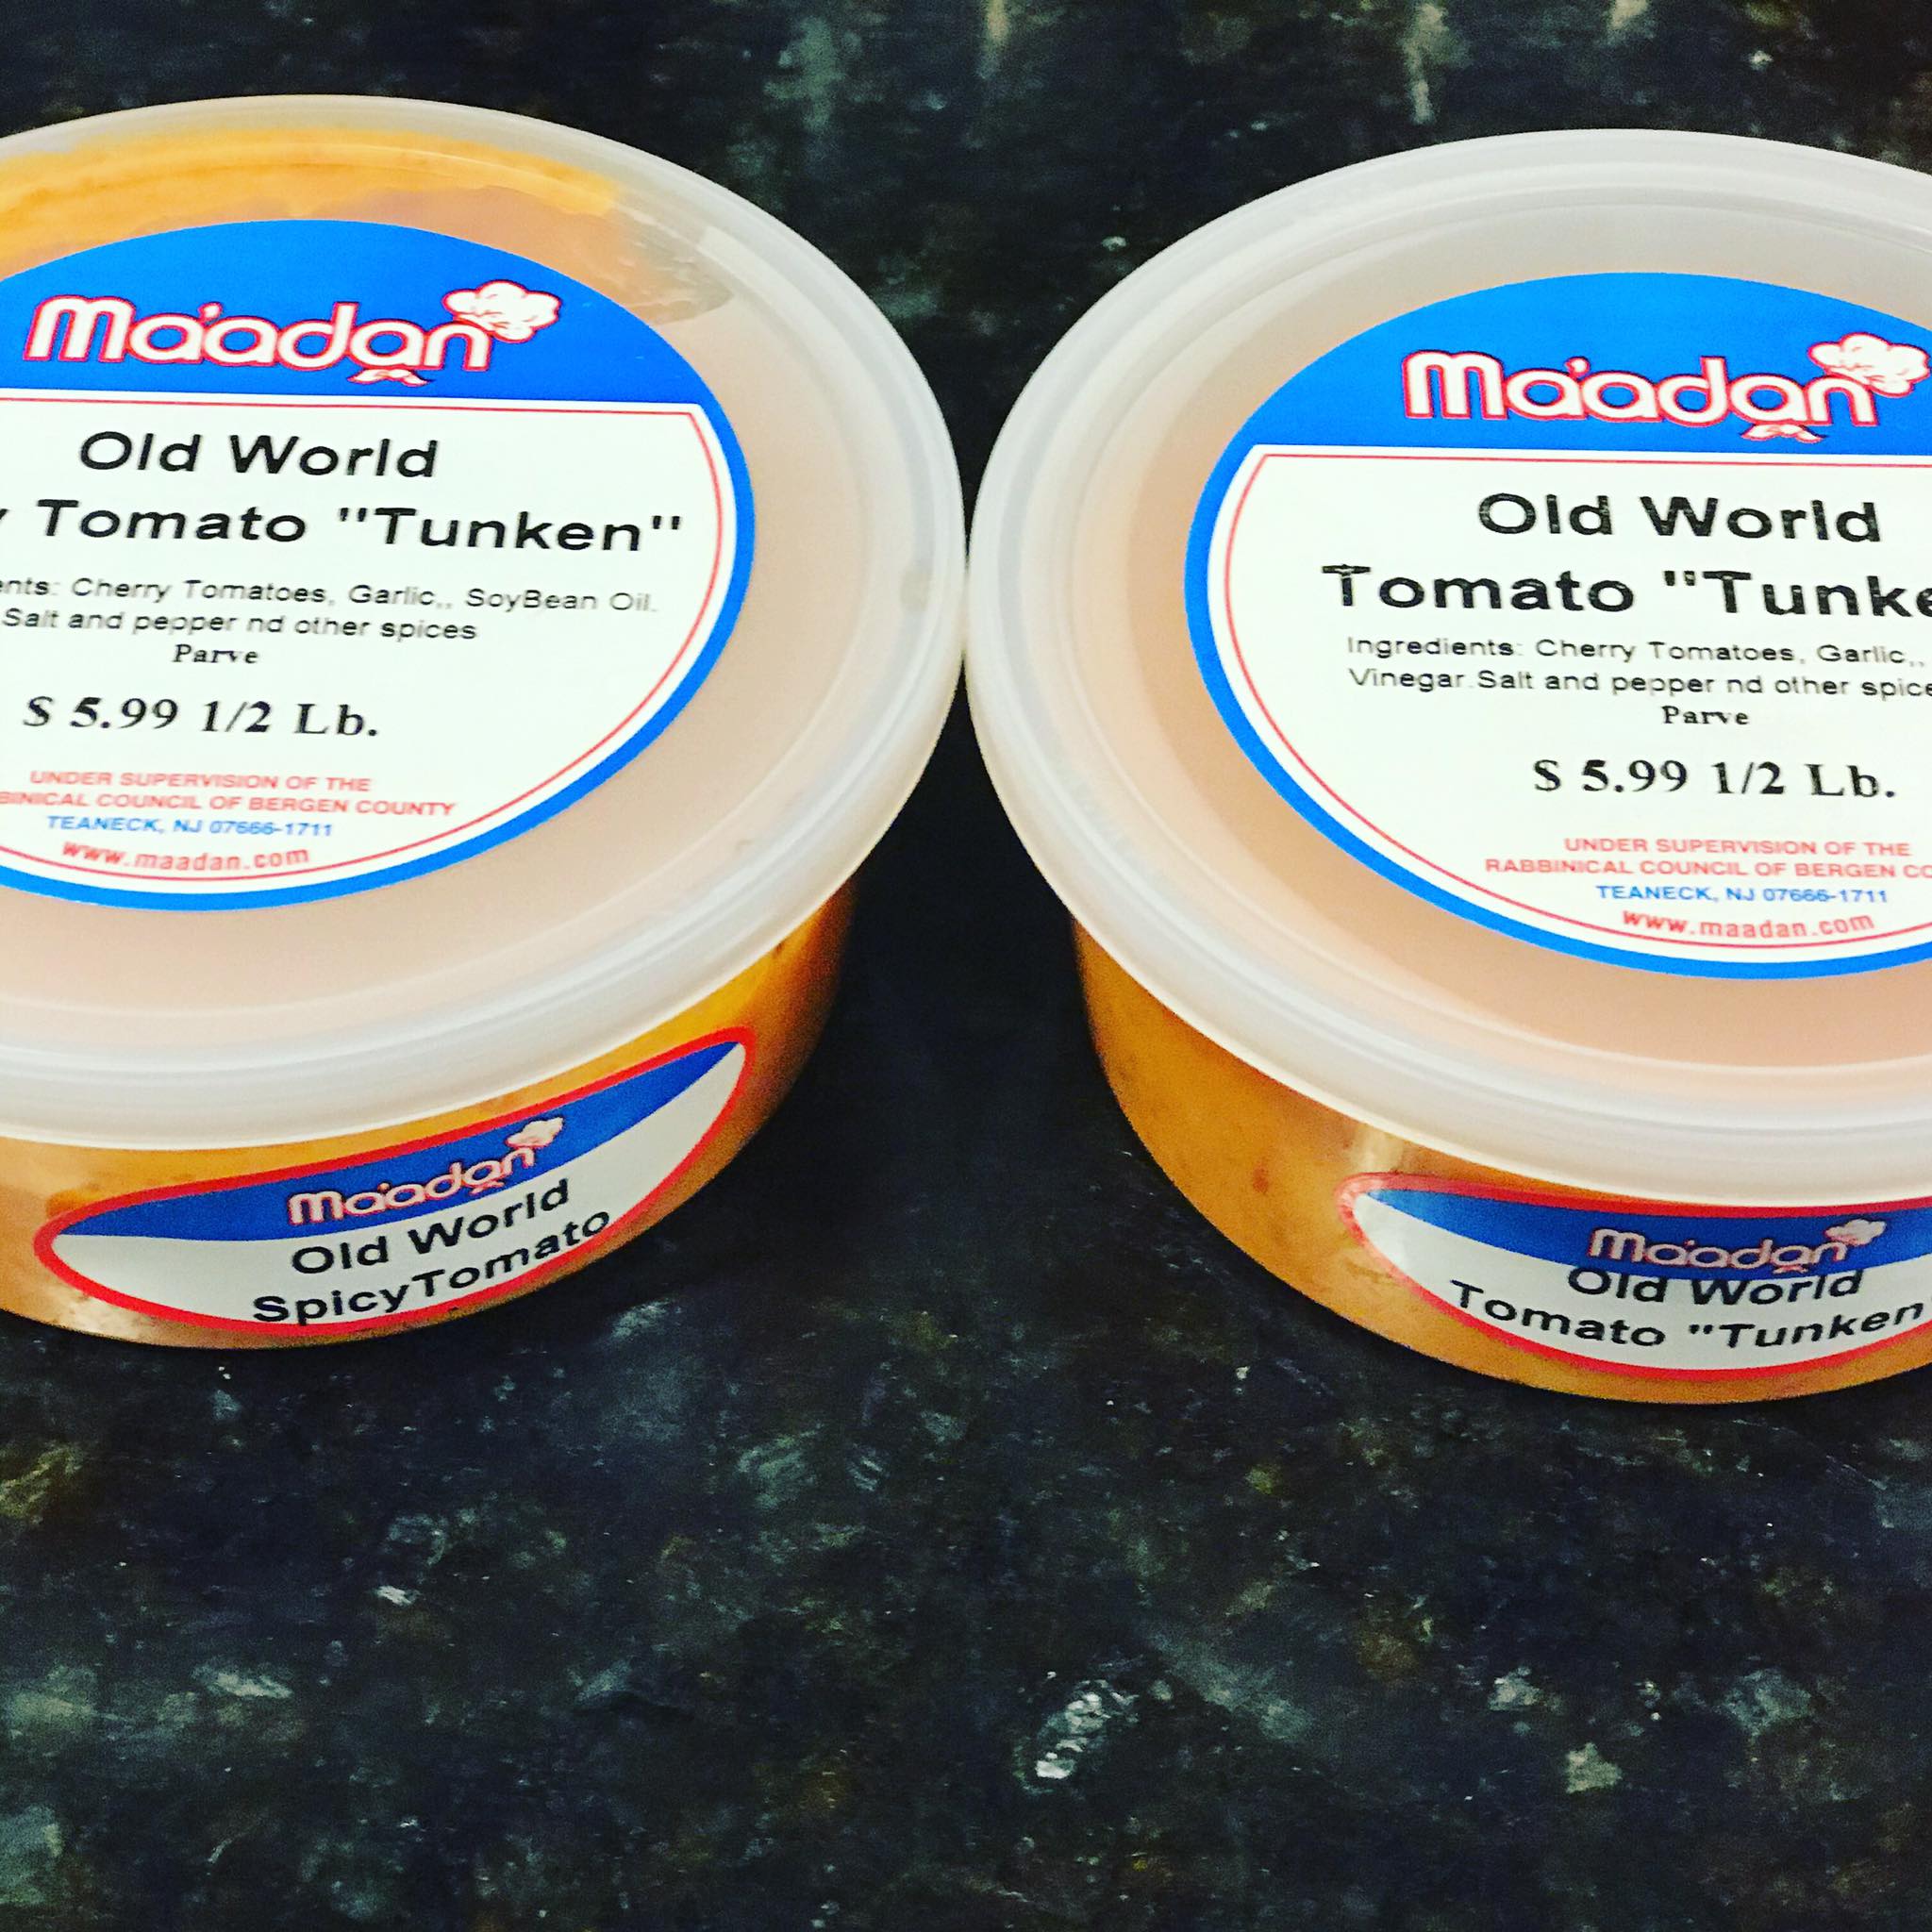 Ma'adan
Old World
Tomato "Tunken"
Cherry Tomatoes, Garlic,, SoyBean Oil.
Salt and pepper nd other spices
Parve
$ 5.99 1/2 Lb.
UNDER SUPERVISION OF THE
COUNCIL OF BERGEN COUNTY
TEANECK, NJ 07666-1711
www.maadan.com
Ma'adan
Old World
SpicyTomato
Ma'adan
Old World
Tomato "Tunke
Ingredients: Cherry Tomatoes, Garlic,,
Vinegar.Salt and pepper nd other spice
Parve
$ 5.99 1/2 Lb.
UNDER SUPERVISION OF THE
RABBINICAL COUNCIL OF BERGEN CO
TEANECK, NJ 07666-1711
www.maadan.com
Ma'adan
Old World
Tomato "Tunken